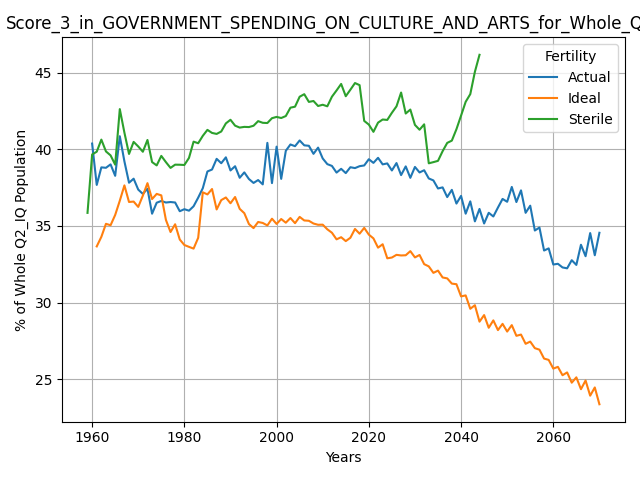 Score_3_in_GOVERNMENT_SPENDING_ON_CULTURE_AND_ARTS_for_Whole_Q
Fertility
Actual
Ideal
Sterile
45
40
35
30
25
% of Whole Q2_IQ Population
1960 1980 2000 2020 2040 2060
Years